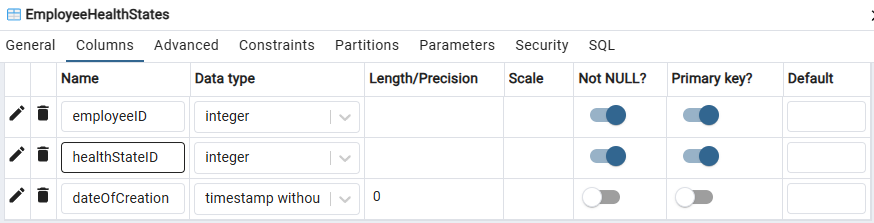 EmployeeHealthStates
General Columns Advanced Constraints Partitions Parameters Security SQL
Name Data type Length/Precision Scale Not NULL? Primary key? Default
employeeID integer
healthStateID integer
dateOfCreation timestamp withou 0